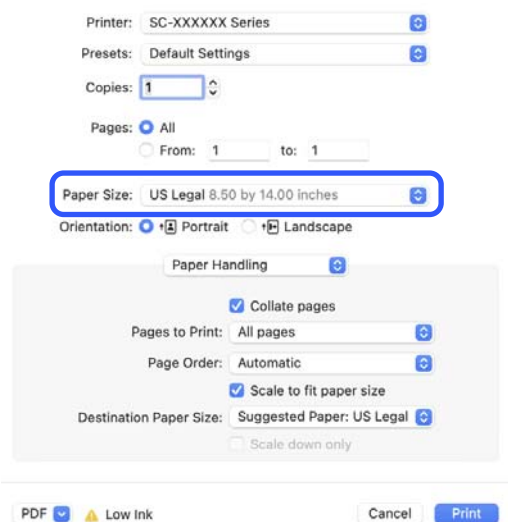 Printer: SC-XXXXXX Series
Presets: Default Settings
Copies: 1
Pages: All
From: 1 to: 1
Paper Size: US Legal 8.50 by 14.00 inches
Orientation: Portrait Landscape
Paper Handling
Collate pages
Pages to Print: All pages
Page Order: Automatic
Scale to fit paper size
Destination Paper Size: Suggested Paper: US Legal
Scale down only
PDF Low Ink Cancel Print